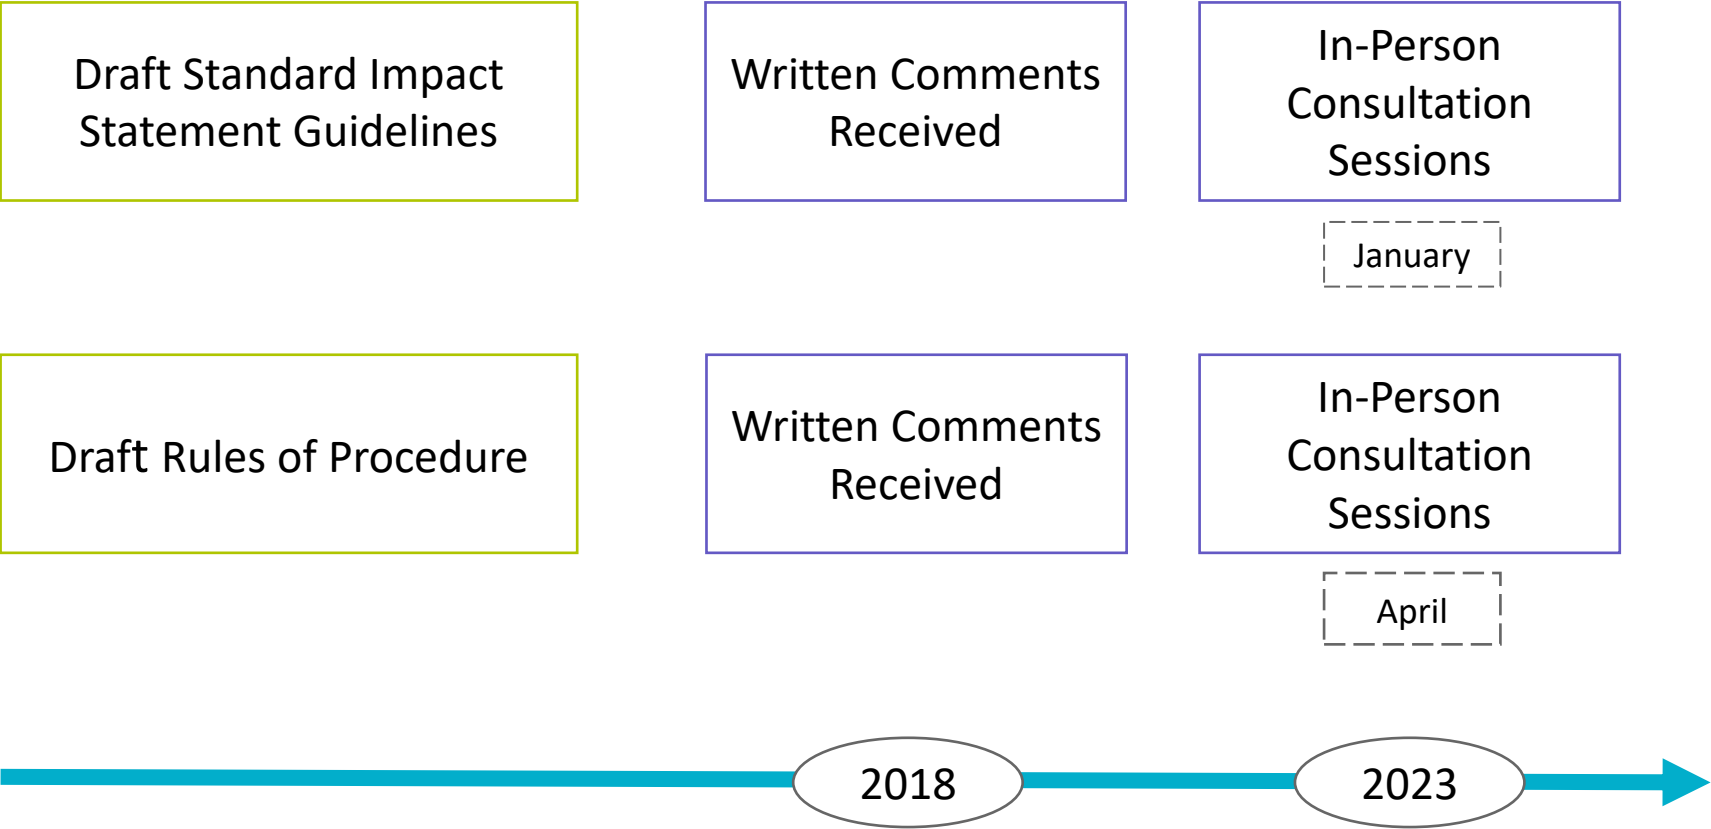 Draft Standard Impact
Statement Guidelines
Written Comments
Received
In-Person
Consultation
Sessions
January
Draft Rules of Procedure
Written Comments
Received
In-Person
Consultation
Sessions
April
2018
2023